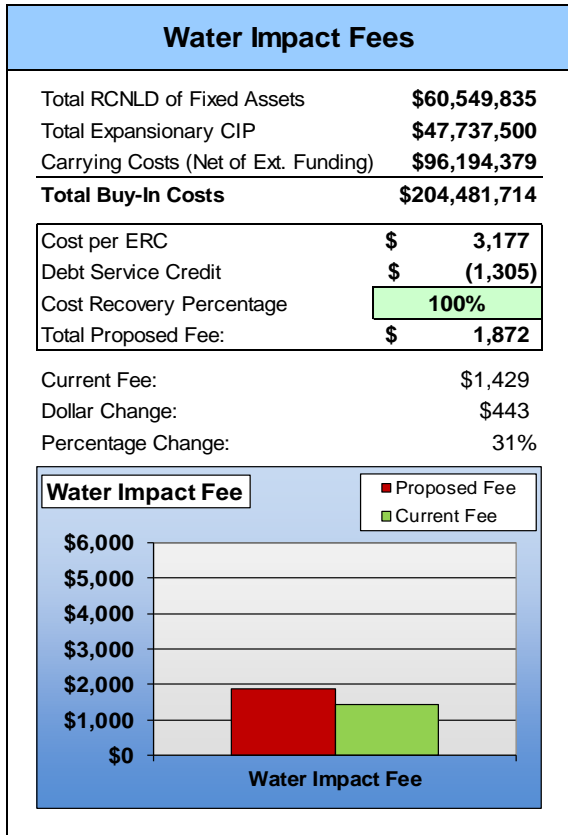 Water Impact Fees
Total RCNLD of Fixed Assets $60,549,835
Total Expansionary CIP $47,737,500
Carrying Costs (Net of Ext. Funding) $96,194,379
Total Buy-In Costs $204,481,714
Cost per ERC $ 3,177
Debt Service Credit $ (1,305)
Cost Recovery Percentage 100%
Total Proposed Fee: $ 1,872
Current Fee: $1,429
Dollar Change: $443
Percentage Change: 31%
Water Impact Fee
Proposed Fee
Current Fee
$6,000
$5,000
$4,000
$3,000
$2,000
$1,000
$0
Water Impact Fee